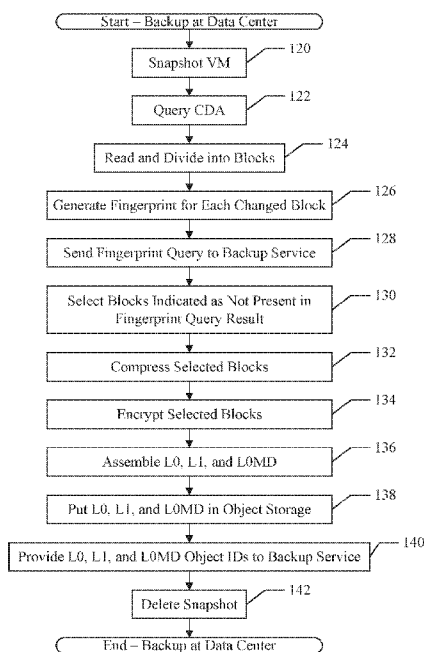 Start – Backup at Data Center
120
Snapshot VM
122
Query CDA
124
Read and Divide into Blocks
126
Generate Fingerprint for Each Changed Block
128
Send Fingerprint Query to Backup Service
130
Select Blocks Indicated as Not Present in
Fingerprint Query Result
132
Compress Selected Blocks
134
Encrypt Selected Blocks
136
Assemble L0, L1, and L0MD
138
Put L0, L1, and L0MD in Object Storage
140
Provide L0, L1, and L0MD Object IDs to Backup Service
142
Delete Snapshot
End – Backup at Data Center